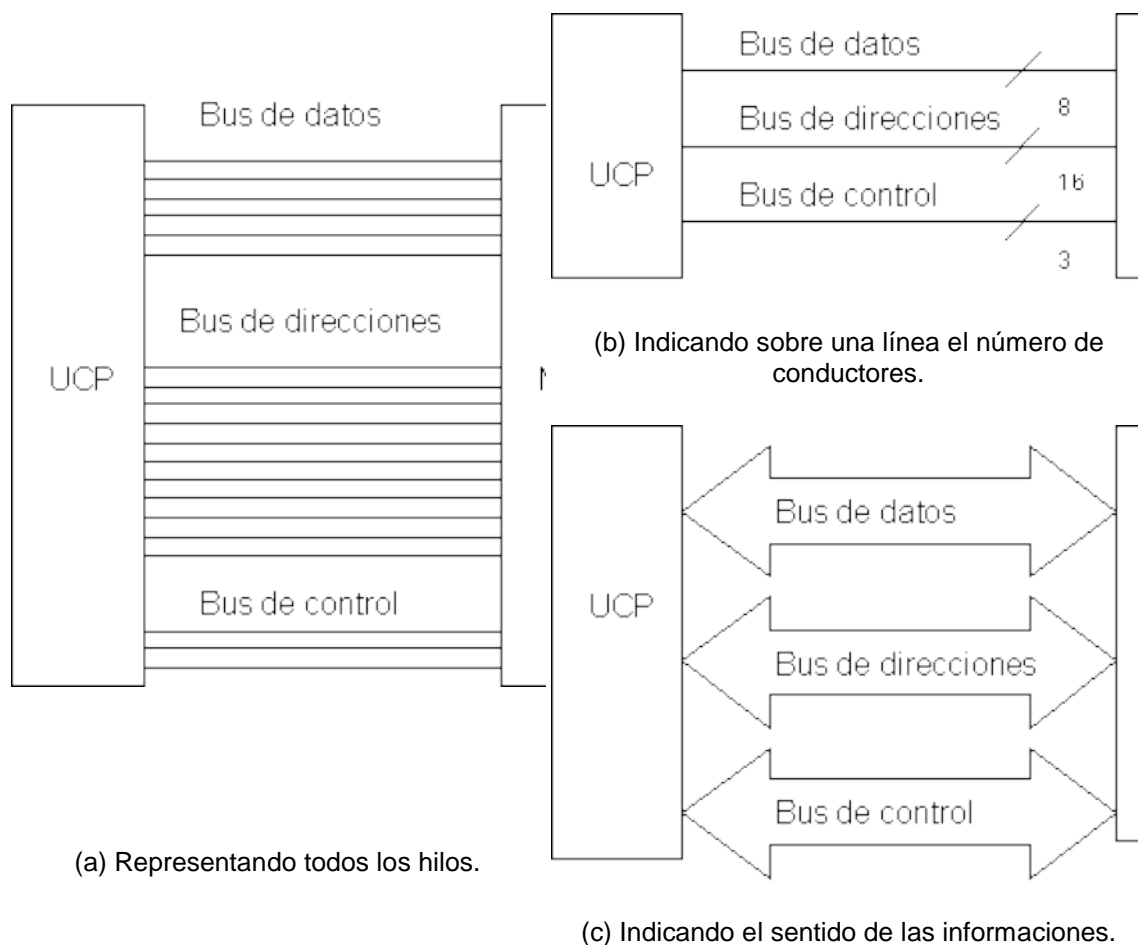 Bus de datos
Bus de direcciones
UCP
Bus de control
(a) Representando todos los hilos.
Bus de datos
8
Bus de direcciones
UCP
16
Bus de control
3
(b) Indicando sobre una línea el número de
conductores.
Bus de datos
UCP
Bus de direcciones
Bus de control
(c) Indicando el sentido de las informaciones.